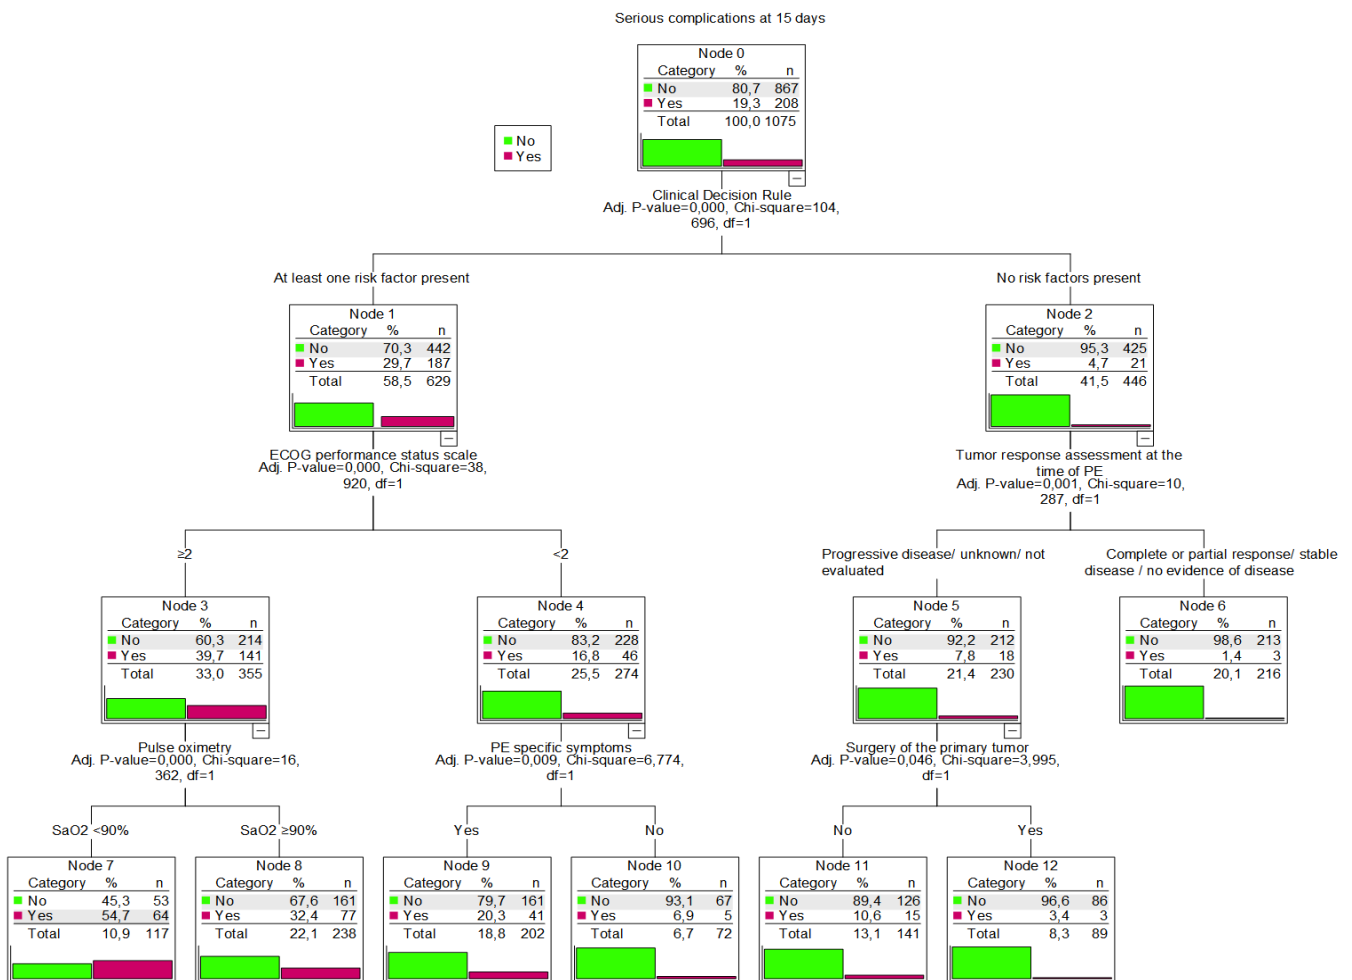 Serious complications at 15 days
Node 0
Category % n
No 80,7 867
Yes 19,3 208
Total 100,0 1075
No
Yes
Clinical Decision Rule
Adj. P-value=0,000, Chi-square=104,
696, df=1
At least one risk factor present
No risk factors present
Node 1
Category % n
No 70,3 442
Yes 29,7 187
Total 58,5 629
Node 2
Category % n
No 95,3 425
Yes 4,7 21
Total 41,5 446
ECOG performance status scale
Adj. P-value=0,000, Chi-square=38,
920, df=1
Tumor response assessment at the
time of PE
Adj. P-value=0,001, Chi-square=10,
287, df=1
≥2
<2
Progressive disease/ unknown/ not
evaluated
Complete or partial response/ stable
disease / no evidence of disease
Node 3
Category % n
No 60,3 214
Yes 39,7 141
Total 33,0 355
Node 4
Category % n
No 83,2 228
Yes 16,8 46
Total 25,5 274
Node 5
Category % n
No 92,2 212
Yes 7,8 18
Total 21,4 230
Node 6
Category % n
No 98,6 213
Yes 1,4 3
Total 20,1 216
Pulse oximetry
Adj. P-value=0,000, Chi-square=16,
362, df=1
PE specific symptoms
Adj. P-value=0,009, Chi-square=6,774,
df=1
Surgery of the primary tumor
Adj. P-value=0,046, Chi-square=3,995,
df=1
SaO2 <90%
SaO2 ≥90%
Yes
No
No
Yes
Node 7
Category % n
No 45,3 53
Yes 54,7 64
Total 10,9 117
Node 8
Category % n
No 67,6 161
Yes 32,4 77
Total 22,1 238
Node 9
Category % n
No 79,7 161
Yes 20,3 41
Total 18,8 202
Node 10
Category % n
No 93,1 67
Yes 6,9 5
Total 6,7 72
Node 11
Category % n
No 89,4 126
Yes 10,6 15
Total 13,1 141
Node 12
Category % n
No 96,6 86
Yes 3,4 3
Total 8,3 89